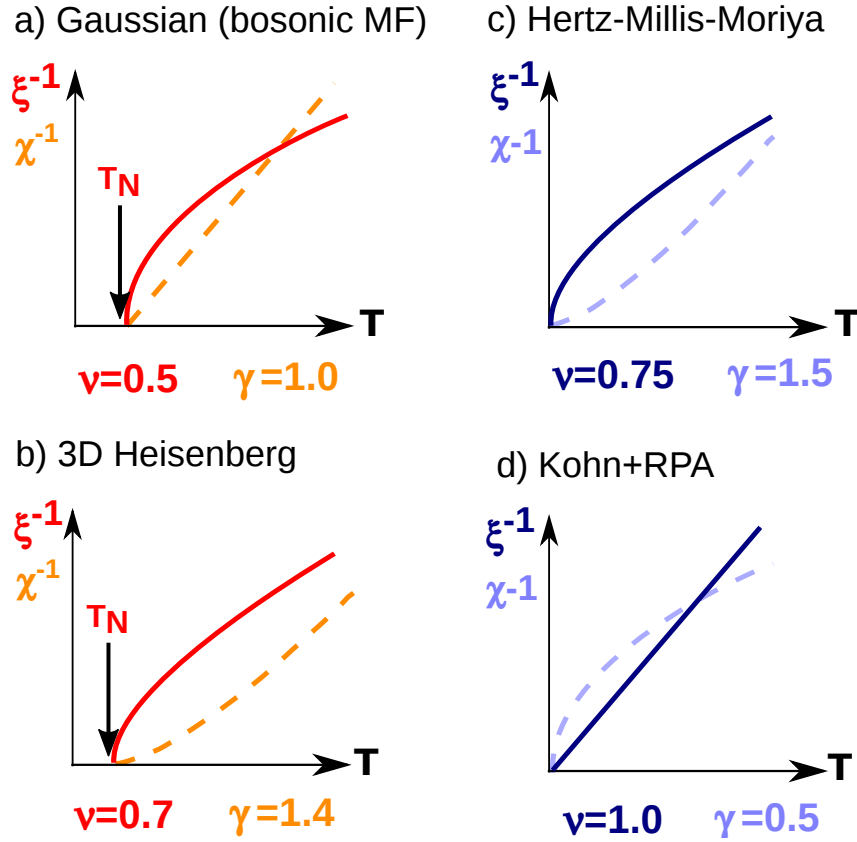 a) Gaussian (bosonic MF)
ξ-1
χ-1
TN
T
ν=0.5 γ=1.0
b) 3D Heisenberg
ξ-1
χ-1
TN
T
ν=0.7 γ=1.4
c) Hertz-Millis-Moriya
ξ-1
χ-1
T
ν=0.75 γ=1.5
d) Kohn+RPA
ξ-1
χ-1
T
ν=1.0 γ=0.5